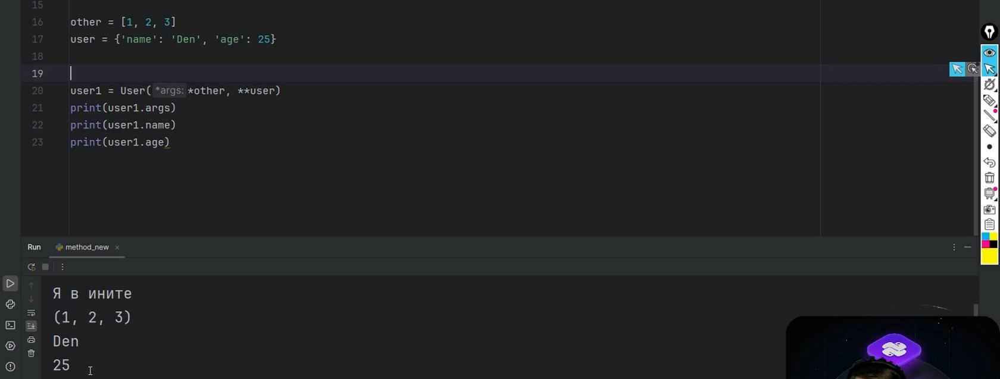 15
16 other = [1, 2, 3]
17 user = {'name': 'Den', 'age': 25}
18
19
20 user1 = User( *args: *other, **user)
21 print(user1.args)
22 print(user1.name)
23 print(user1.age)
Run method_new ×
Я в ините
(1, 2, 3)
Den
25